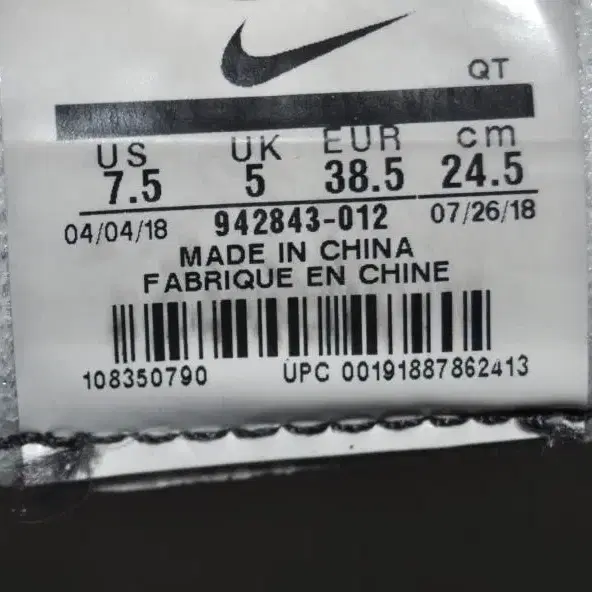 QT
US UK EUR cm
7.5 5 38.5 24.5
04/04/18 942843-012 07/26/18
MADE IN CHINA
FABRIQUE EN CHINE
108350790 UPC 00191887862413